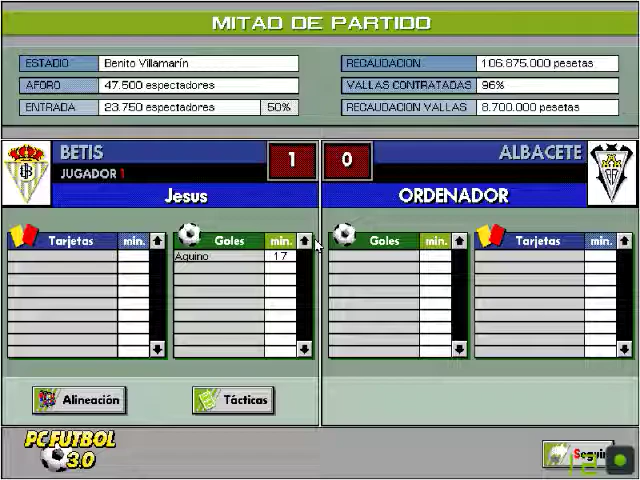 MITAD DE PARTIDO
ESTADIO Benito Villamarín
AFORO 47.500 espectadores
ENTRADA 23.750 espectadores 50%
RECAUDACION 106.875.000 pesetas
VALLAS CONTRATADAS 96%
RECAUDACION VALLAS 8.700.000 pesetas
BETIS 1
JUGADOR 1
Jesus
0 ALBACETE
ORDENADOR
Tarjetas min.
Goles min.
Aquino 17
Goles min.
Tarjetas min.
Alineación
Tácticas
PC FUTBOL
3.0
Seguir